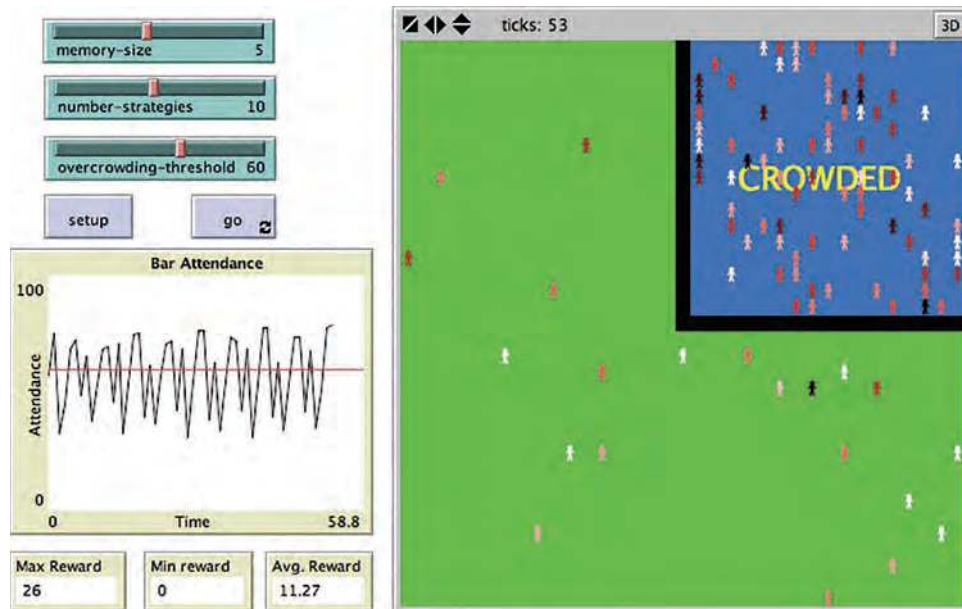 memory-size 5
number-strategies 10
overcrowding-threshold 60
setup
go
Bar Attendance
100
Attendance
0
0 Time 58.8
Max Reward
26
Min reward
0
Avg. Reward
11.27
ticks: 53
3D
CROWDED